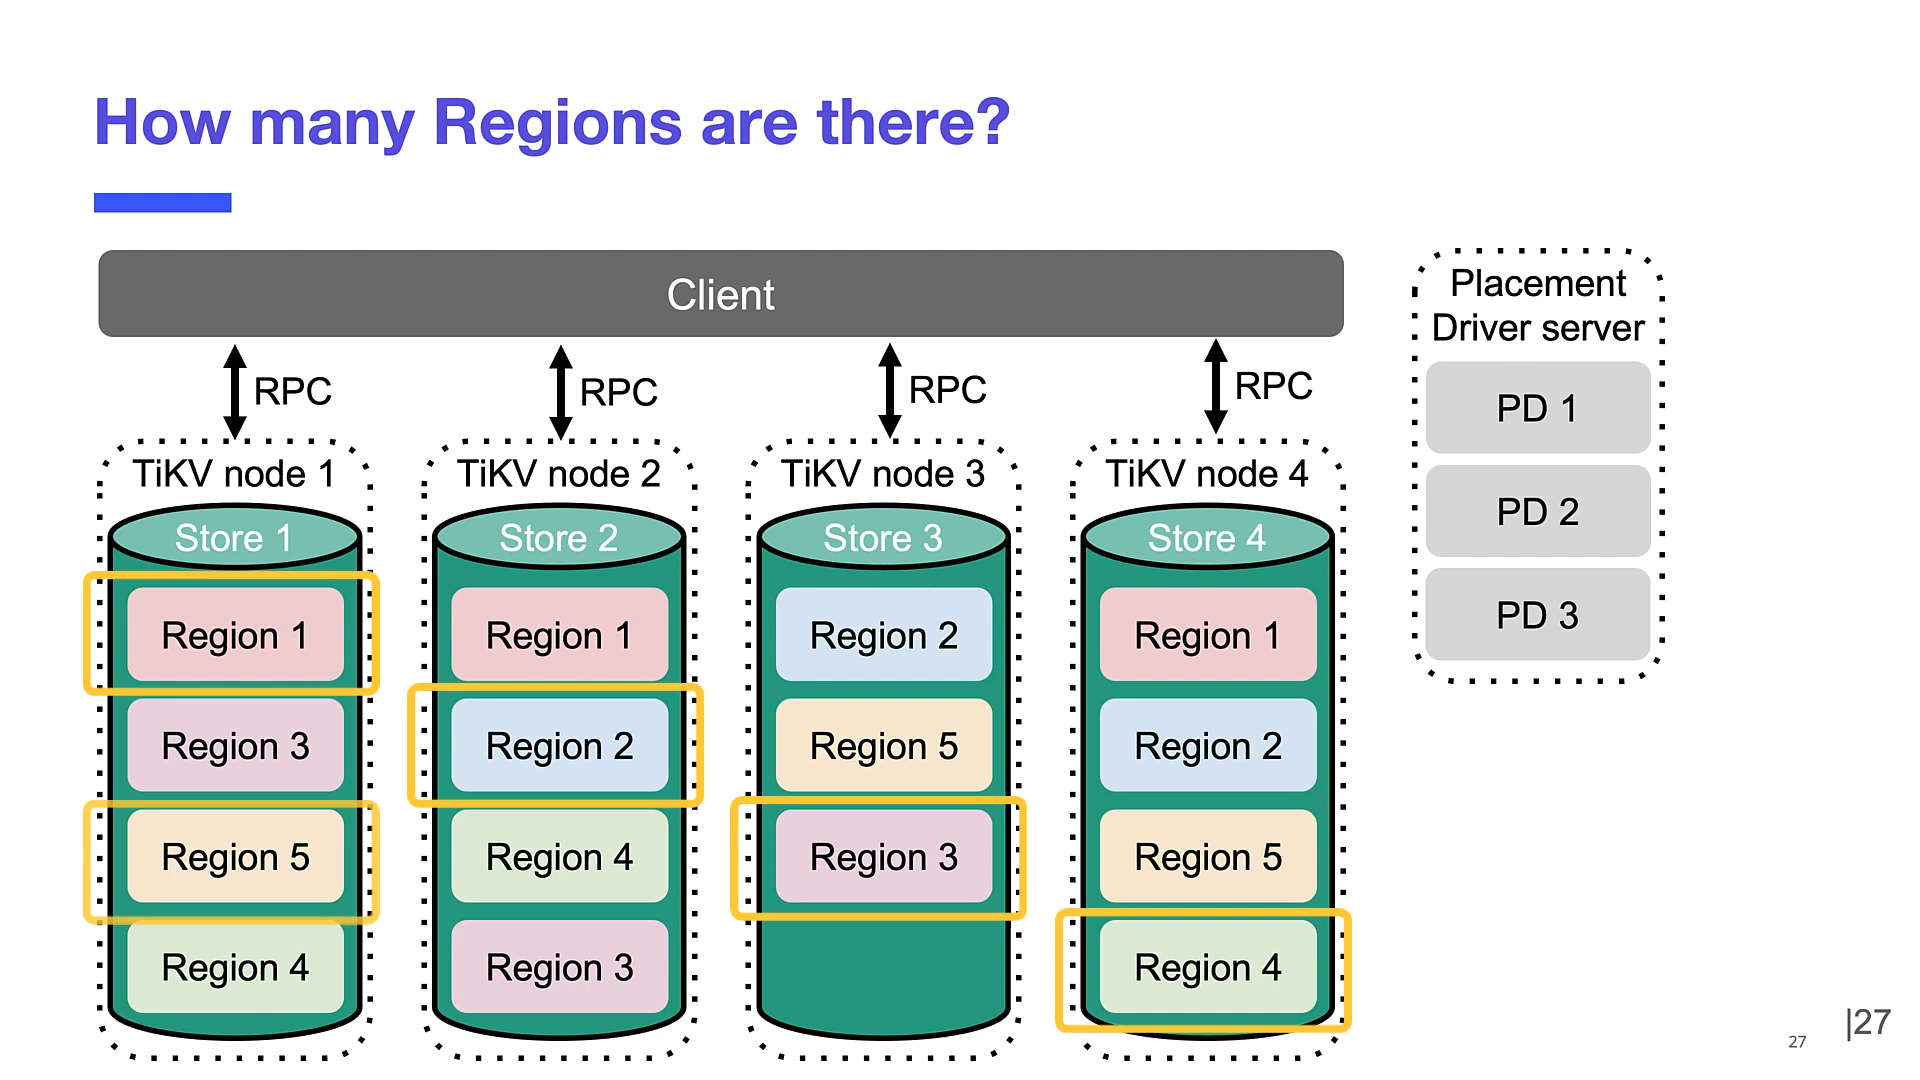 How many Regions are there?
Client
RPC
RPC
RPC
RPC
TiKV node 1
Store 1
Region 1
Region 3
Region 5
Region 4
TiKV node 2
Store 2
Region 1
Region 2
Region 4
Region 3
TiKV node 3
Store 3
Region 2
Region 5
Region 3
TiKV node 4
Store 4
Region 1
Region 2
Region 5
Region 4
Placement
Driver server
PD 1
PD 2
PD 3
27
|27